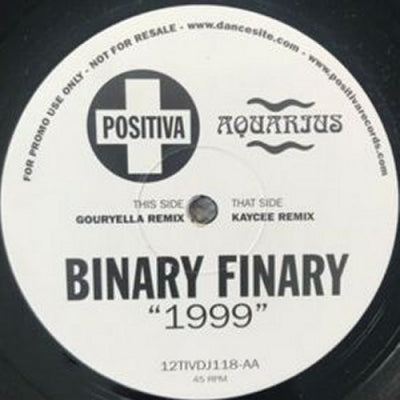 FOR PROMO USE ONLY - NOT FOR RESALE - www.dancesite.com - www.positivarecords.com
POSITIVA
AQUARIUS
THIS SIDE
GOURYELLA REMIX
THAT SIDE
KAYCEE REMIX
BINARY FINARY
"1999"
12TIVDJ118-AA
45 RPM